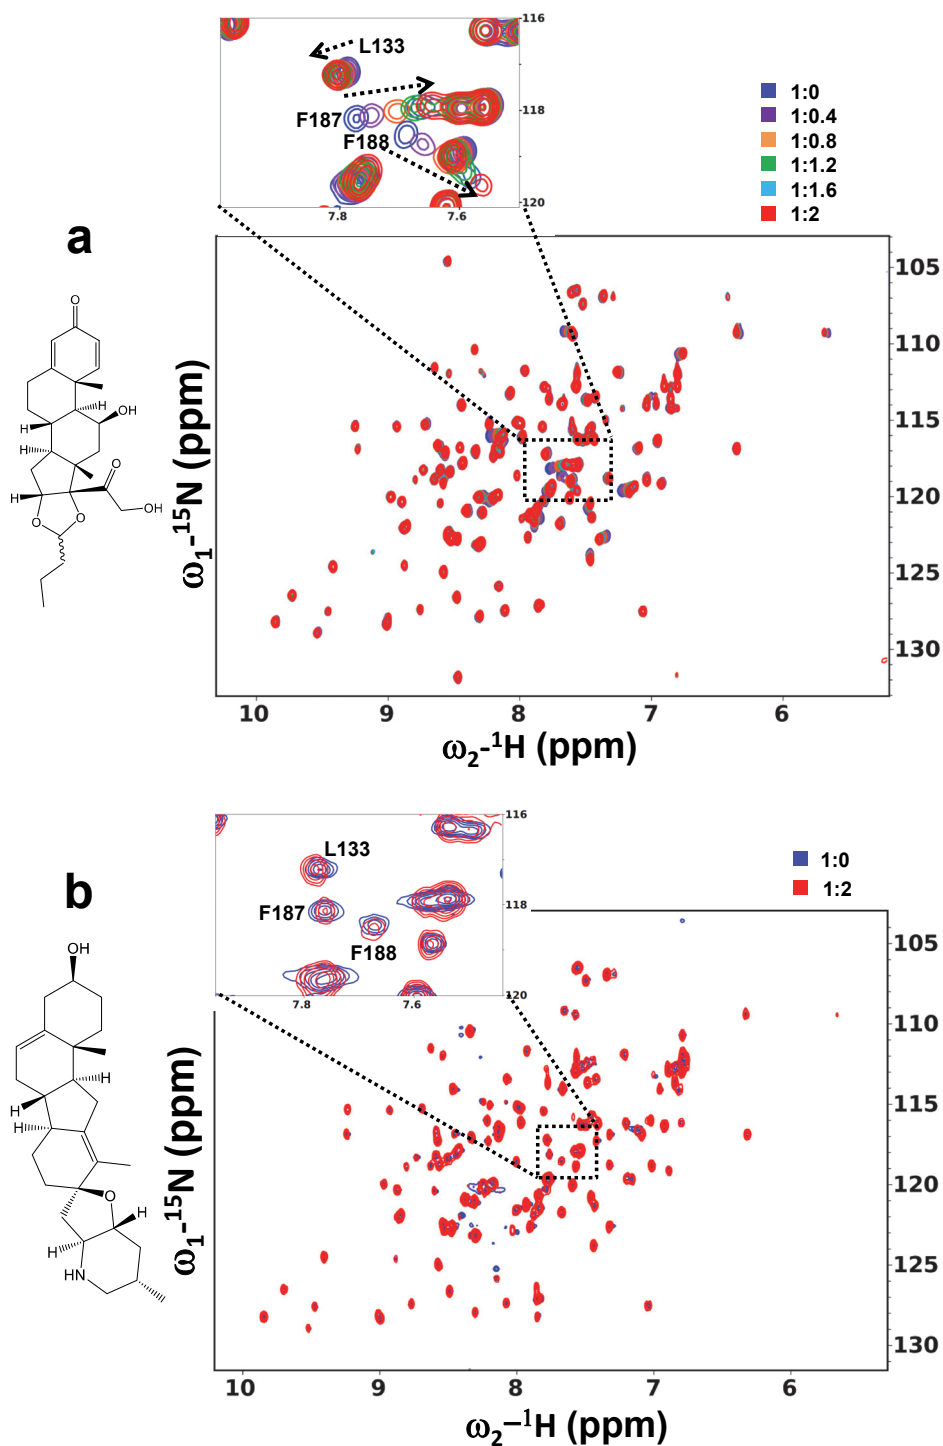 116
L133
118
F187
F188
120
7.8
7.6
1:0
1:0.4
1:0.8
1:1.2
1:1.6
1:2
a
O
H
OH
H
H
O
H
OH
O
O
ω1-15N (ppm)
105
110
115
120
125
130
10
9
8
7
6
ω2-1H (ppm)
116
L133
118
F187
F188
120
7.8
7.6
1:0
1:2
b
OH
H
H
H
O
H
H
HN
ω1-15N (ppm)
105
110
115
120
125
130
10
9
8
7
6
ω2–1H (ppm)